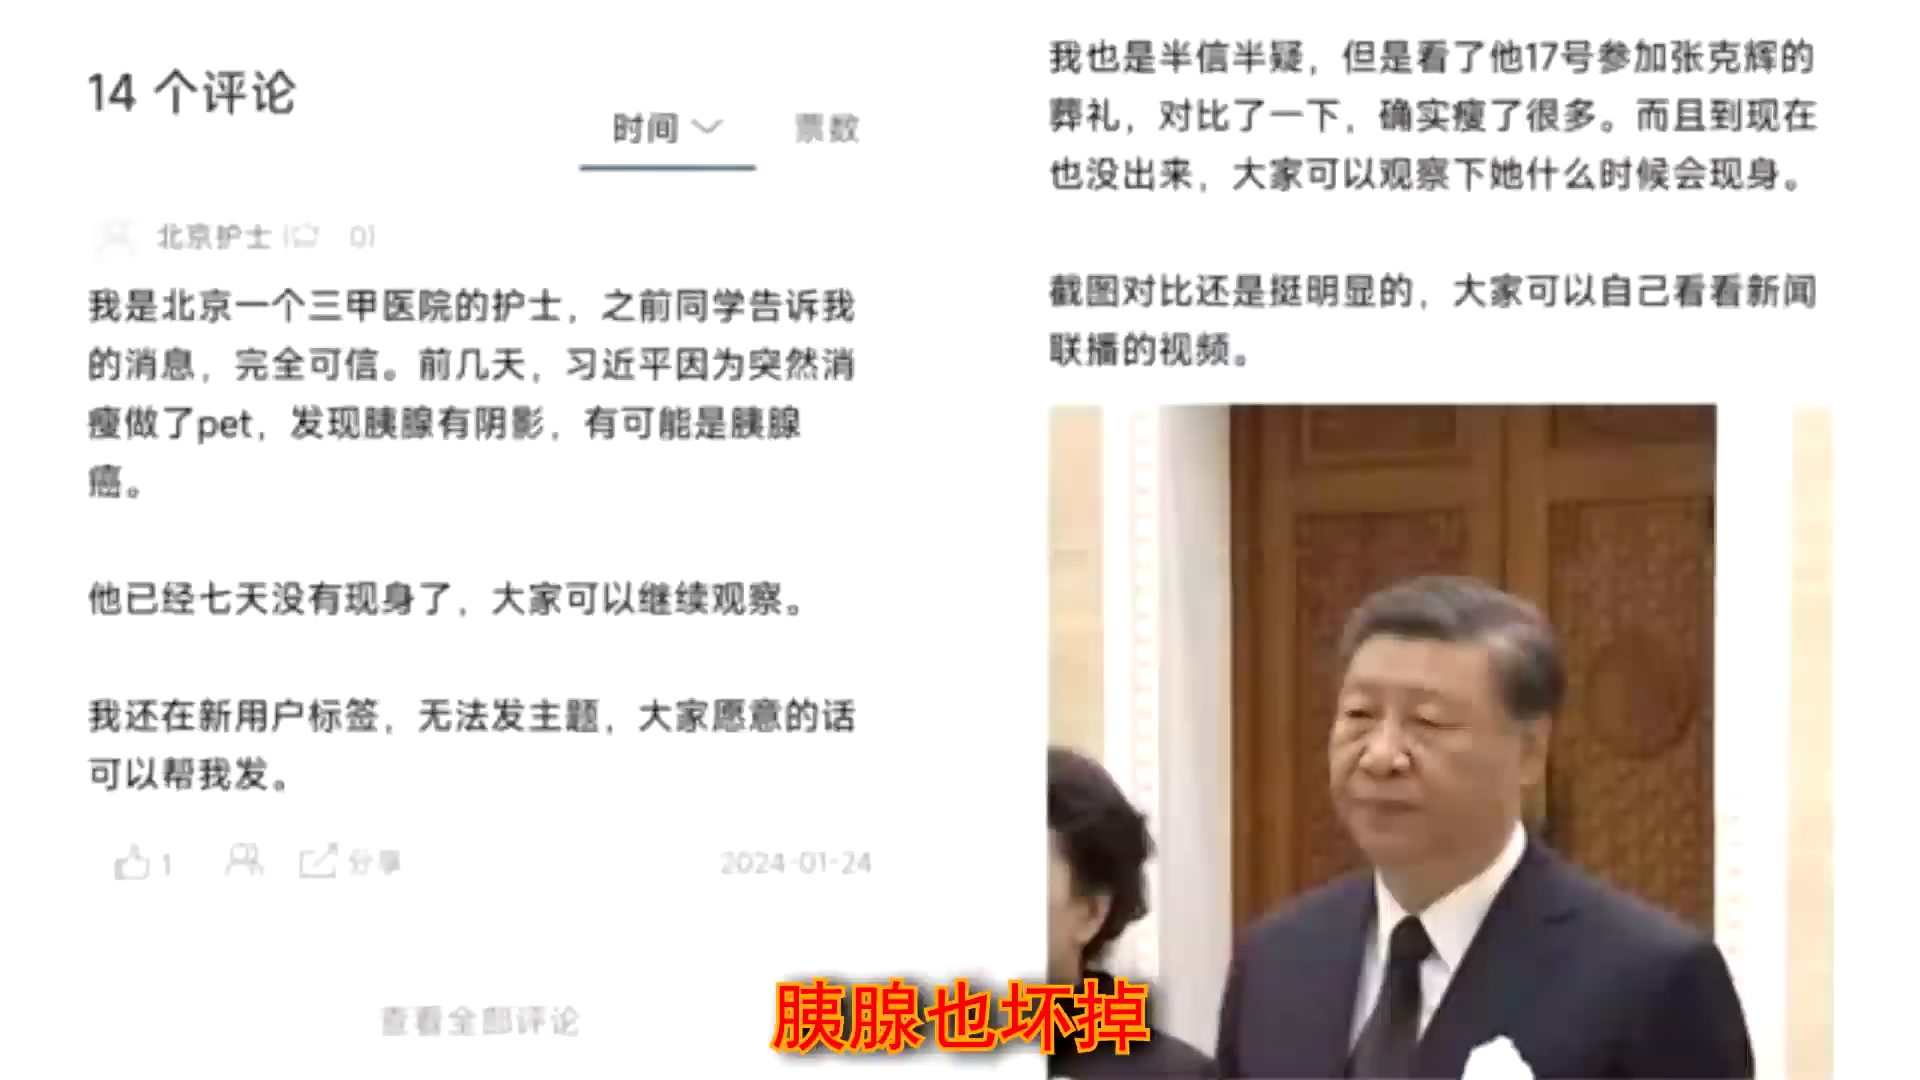 14 个评论
时间
票数
北京护士 ( 0)
我是北京一个三甲医院的护士，之前同学告诉我
的消息，完全可信。前几天，习近平因为突然消
瘦做了pet，发现胰腺有阴影，有可能是胰腺
癌。
他已经七天没有现身了，大家可以继续观察。
我还在新用户标签，无法发主题，大家愿意的话
可以帮我发。
1
分享
2024-01-24
查看全部评论
我也是半信半疑，但是看了他17号参加张克辉的
葬礼，对比了一下，确实瘦了很多。而且到现在
也没出来，大家可以观察下她什么时候会现身。
截图对比还是挺明显的，大家可以自己看看新闻
联播的视频。
胰腺也坏掉